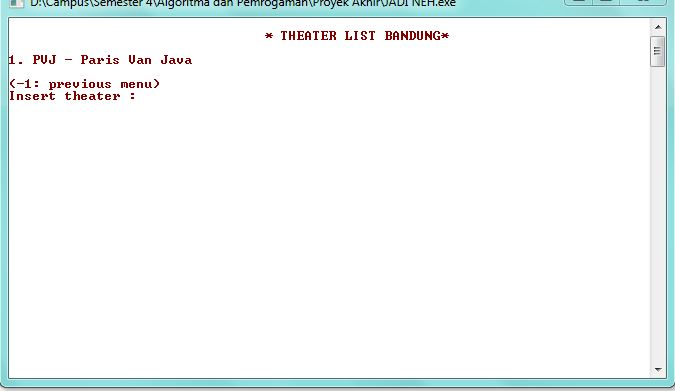 D:\Campus\Semester 4\Algoritma dan Pemrogaman\Proyek Akhir\JADI NEH.exe
* THEATER LIST BANDUNG*
1. PVJ - Paris Van Java
(-1: previous menu)
Insert theater :